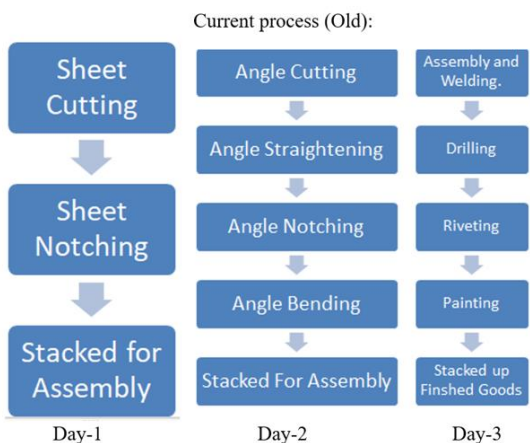 Current process (Old):
Sheet
Cutting
Sheet
Notching
Stacked for
Assembly
Day-1
Angle Cutting
Angle Straightening
Angle Notching
Angle Bending
Stacked For Assembly
Day-2
Assembly and
Welding.
Drilling
Riveting
Painting
Stacked up
Finshed Goods
Day-3